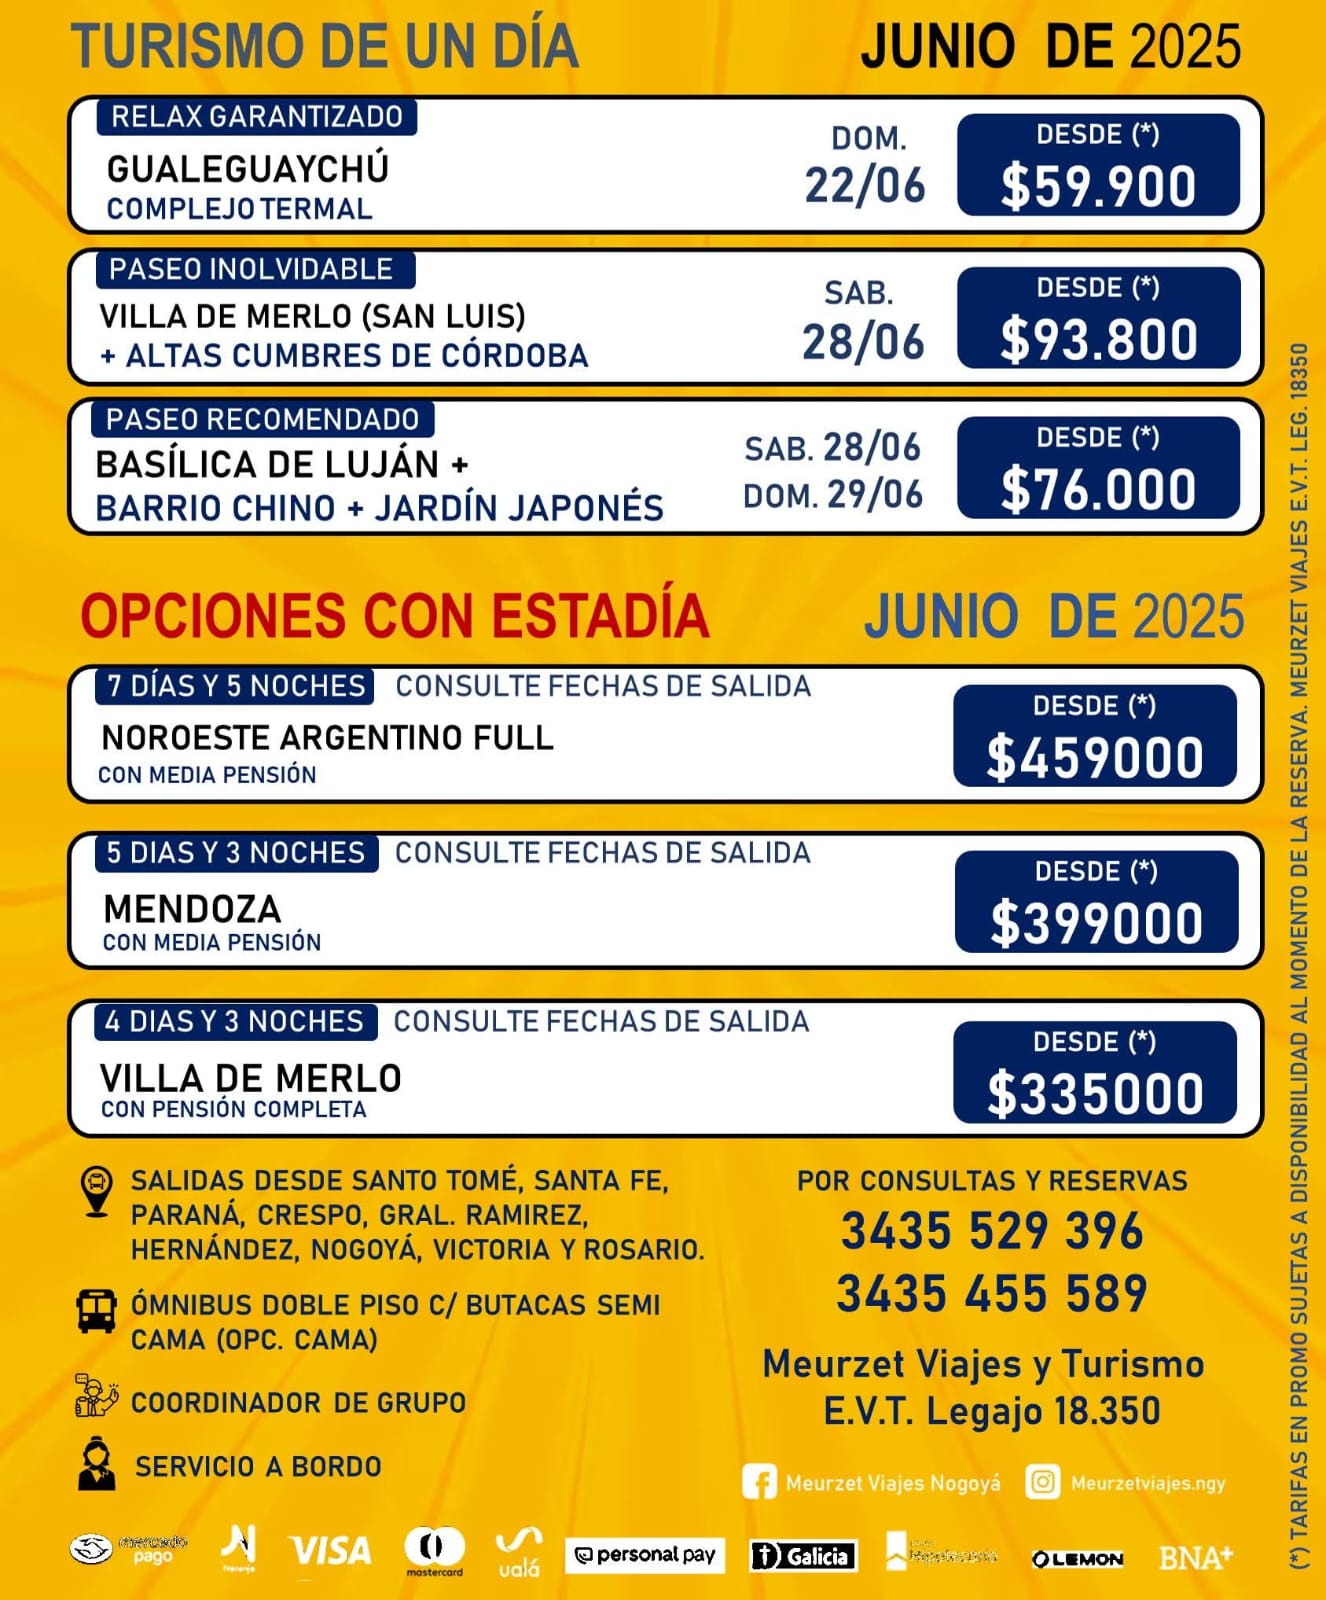 TURISMO DE UN DÍA
JUNIO DE 2025
RELAX GARANTIZADO
GUALEGUAYCHÚ
COMPLEJO TERMAL
DOM.
22/06
DESDE (*)
$59.900
PASEO INOLVIDABLE
VILLA DE MERLO (SAN LUIS)
+ ALTAS CUMBRES DE CÓRDOBA
SAB.
28/06
DESDE (*)
$93.800
PASEO RECOMENDADO
BASÍLICA DE LUJÁN +
BARRIO CHINO + JARDÍN JAPONÉS
SAB. 28/06
DOM. 29/06
DESDE (*)
$76.000
OPCIONES CON ESTADÍA
JUNIO DE 2025
7 DÍAS Y 5 NOCHES
CONSULTE FECHAS DE SALIDA
NOROESTE ARGENTINO FULL
CON MEDIA PENSIÓN
DESDE (*)
$459000
5 DIAS Y 3 NOCHES
CONSULTE FECHAS DE SALIDA
MENDOZA
CON MEDIA PENSIÓN
DESDE (*)
$399000
4 DIAS Y 3 NOCHES
CONSULTE FECHAS DE SALIDA
VILLA DE MERLO
CON PENSIÓN COMPLETA
DESDE (*)
$335000
SALIDAS DESDE SANTO TOMÉ, SANTA FE,
PARANÁ, CRESPO, GRAL. RAMIREZ,
HERNÁNDEZ, NOGOYÁ, VICTORIA Y ROSARIO.
ÓMNIBUS DOBLE PISO C/ BUTACAS SEMI
CAMA (OPC. CAMA)
COORDINADOR DE GRUPO
SERVICIO A BORDO
POR CONSULTAS Y RESERVAS
3435 529 396
3435 455 589
Meurzet Viajes y Turismo
E.V.T. Legajo 18.350
Meurzet Viajes Nogoyá
Meurzetviajes.ngy
mercado
pago
Naranja
VISA
mastercard
ualá
personal pay
Galicia
LEMON
BNA+
(*) TARIFAS EN PROMO SUJETAS A DISPONIBILIDAD AL MOMENTO DE LA RESERVA. MEURZET VIAJES E.V.T. LEG. 18350